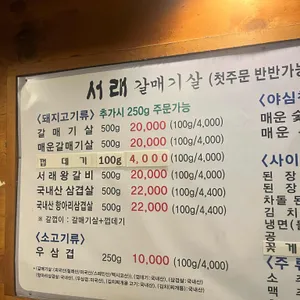 서래 갈매기살 (첫주문 반반가능
<돼지고기류> 추가시 250g 주문가능
갈매기살 500g 20,000 (100g/4,000)
매운갈매기살 500g 20,000 (100g/4,000)
껍데기 100g 4,000 (100g/4,000)
서래왕갈비 500g 20,000 (100g/4,000)
국내산 삼겹살 500g 22,000 (100g/4,400)
국내산 항아리삼겹살 500g 22,000 (100g/4,400)
※ 갈껍이 : 갈매기살+껍데기
<소고기류>
우삼겹 250g 10,000 (100g/4,000)
<야심
매운
매운
<사이
된장
된장
차돌
김치
냉면(
공
꽃게
<주류
소
맥